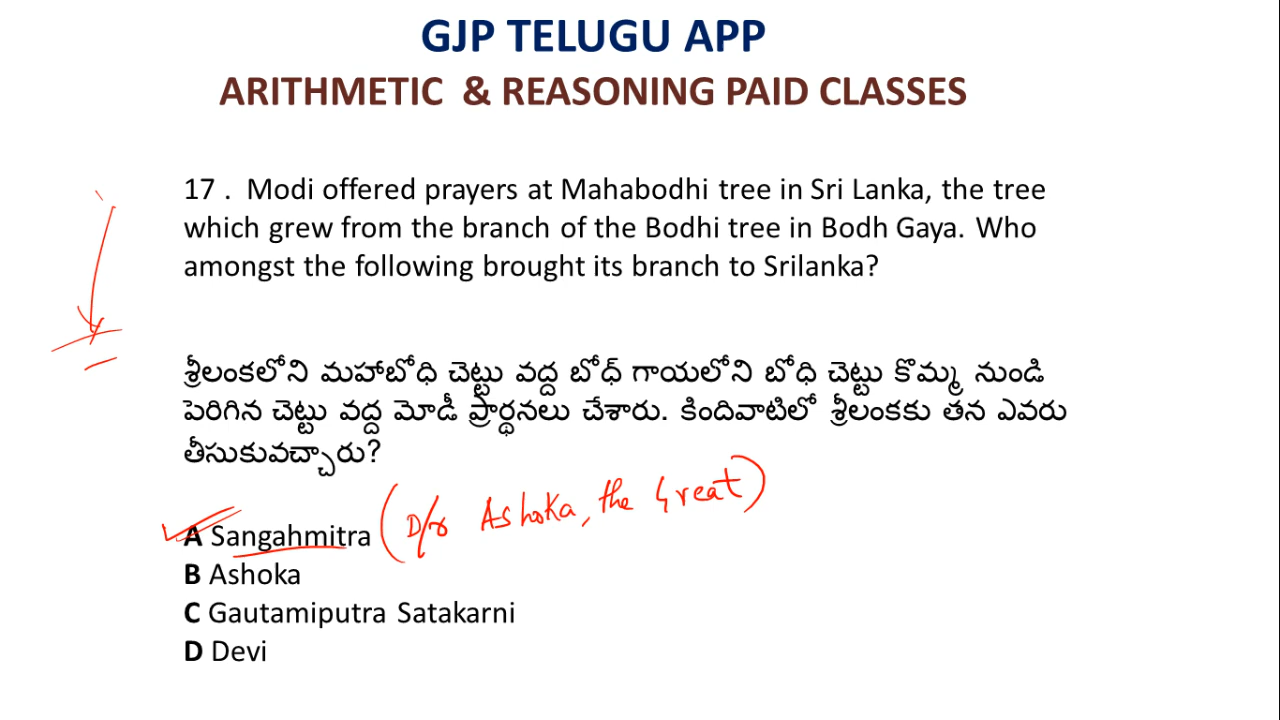 GJP TELUGU APP
ARITHMETIC & REASONING PAID CLASSES
17 . Modi offered prayers at Mahabodhi tree in Sri Lanka, the tree
which grew from the branch of the Bodhi tree in Bodh Gaya. Who
amongst the following brought its branch to Srilanka?
శ్రీలంకలోని మహాబోధి చెట్టు వద్ద బోధ్ గాయలోని బోధి చెట్టు కొమ్మ నుండి
పెరిగిన చెట్టు వద్ద మోడీ ప్రార్థనలు చేశారు. కిందివాటిలో శ్రీలంకకు తన ఎవరు
తీసుకువచ్చారు?
A Sangahmitra (D/o Ashoka, the Great)
B Ashoka
C Gautamiputra Satakarni
D Devi